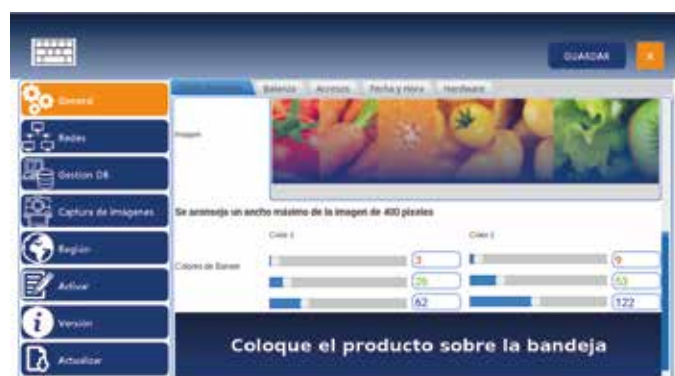 GUARDAR
x
General
Balanza Accesos Fecha y Hora Hardware
Redes
Imagen
Gestion DB
Captura de Imágenes
Se aconseja un ancho máximo de la imagen de 400 pixeles
Color 1 Color 2
Región
3 9
Colores de Banner
Activar
26 53
62 122
Versión
Coloque el producto sobre la bandeja
Actualizar